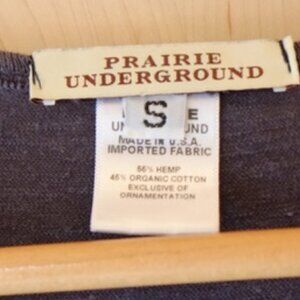 PRAIRIE
UNDERGROUND
S
MADE IN U.S.A.
IMPORTED FABRIC
55% HEMP
45% ORGANIC COTTON
EXCLUSIVE OF
ORNAMENTATION